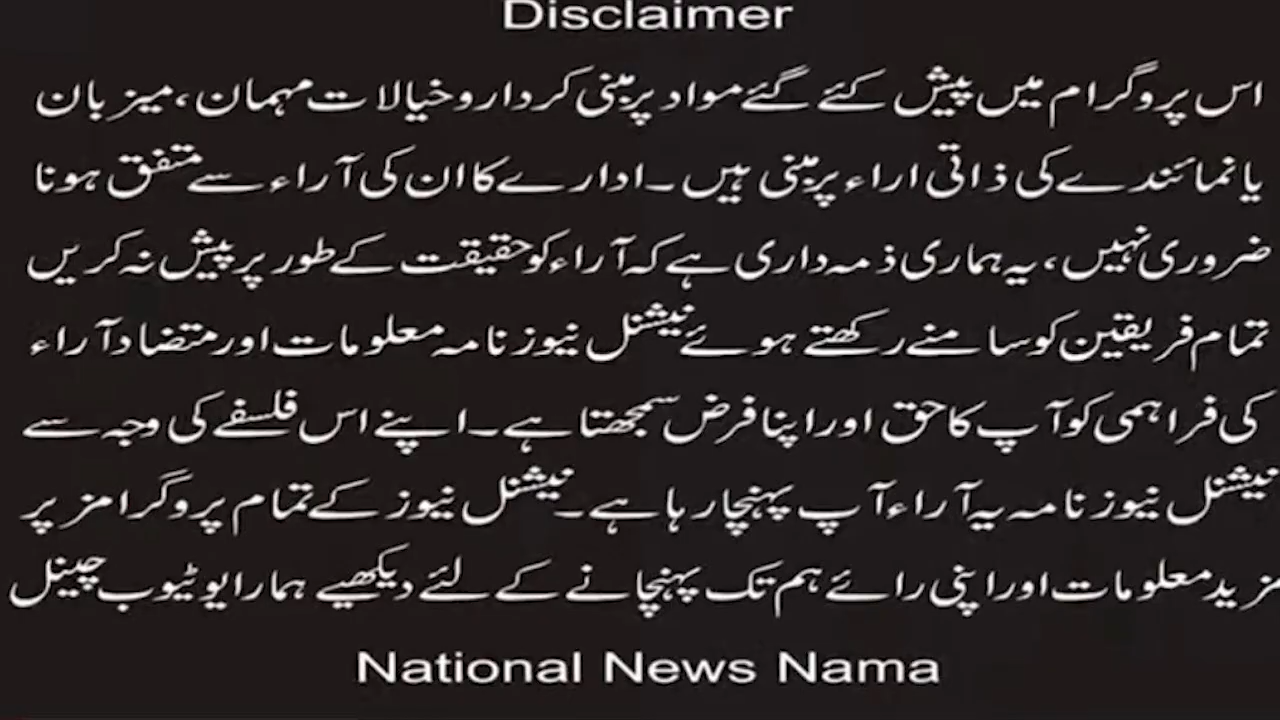 Disclaimer
اس پروگرام میں پیش کئے گئے مواد پر مبنی کردار و خیالات مہمان، میزبان
یا نمائندے کی ذاتی اراء پر مبنی ہیں۔ ادارے کا ان کی آراء سے متفق ہونا
ضروری نہیں، یہ ہماری ذمہ داری ہے کہ آراء کو حقیقت کے طور پر پیش نہ کریں
تمام فریقین کو سامنے رکھتے ہوئے نیشنل نیوز نامہ معلومات اور متضاد آراء
کی فراہمی کو آپ کا حق اور اپنا فرض سمجھتا ہے۔ اپنے اس فلسفے کی وجہ سے
نیشنل نیوز نامہ یہ آراء آپ پہنچا رہا ہے۔ نیشنل نیوز کے تمام پروگرامز پر
مزید معلومات اور اپنی رائے ہم تک پہنچانے کے لئے دیکھیے ہمارا یوٹیوب چینل
National News Nama